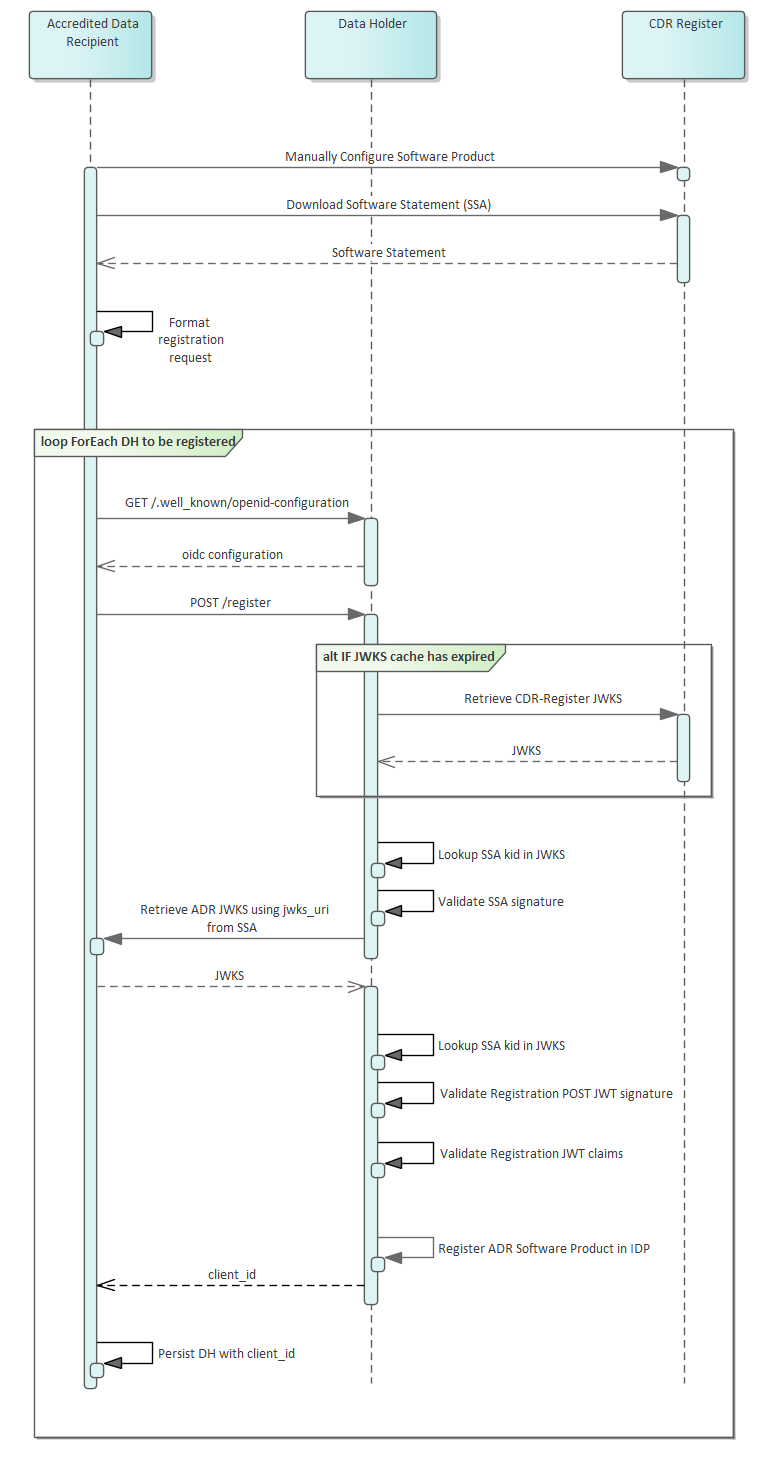 Accredited Data
Recipient
Data Holder
CDR Register
Manually Configure Software Product
Download Software Statement (SSA)
Software Statement
Format
registration
request
loop ForEach DH to be registered
GET /.well_known/openid-configuration
oidc configuration
POST /register
alt IF JWKS cache has expired
Retrieve CDR-Register JWKS
JWKS
Lookup SSA kid in JWKS
Validate SSA signature
Retrieve ADR JWKS using jwks_uri
from SSA
JWKS
Lookup SSA kid in JWKS
Validate Registration POST JWT signature
Validate Registration JWT claims
Register ADR Software Product in IDP
client_id
Persist DH with client_id